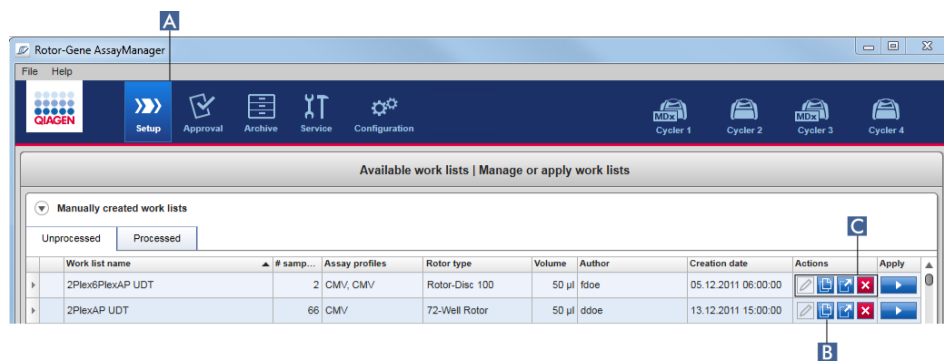 A
Rotor-Gene AssayManager
File Help
QIAGEN
Setup Approval Archive Service Configuration MDx Cycler 1 Cycler 2 MDx Cycler 3 Cycler 4
Available work lists | Manage or apply work lists
Manually created work lists
C
Unprocessed Processed
Work list name # samp... Assay profiles Rotor type Volume Author Creation date Actions Apply
2Plex6PlexAP UDT 2 CMV, CMV Rotor-Disc 100 50 µl fdoe 05.12.2011 06:00:00
2PlexAP UDT 66 CMV 72-Well Rotor 50 µl ddoe 13.12.2011 15:00:00
B